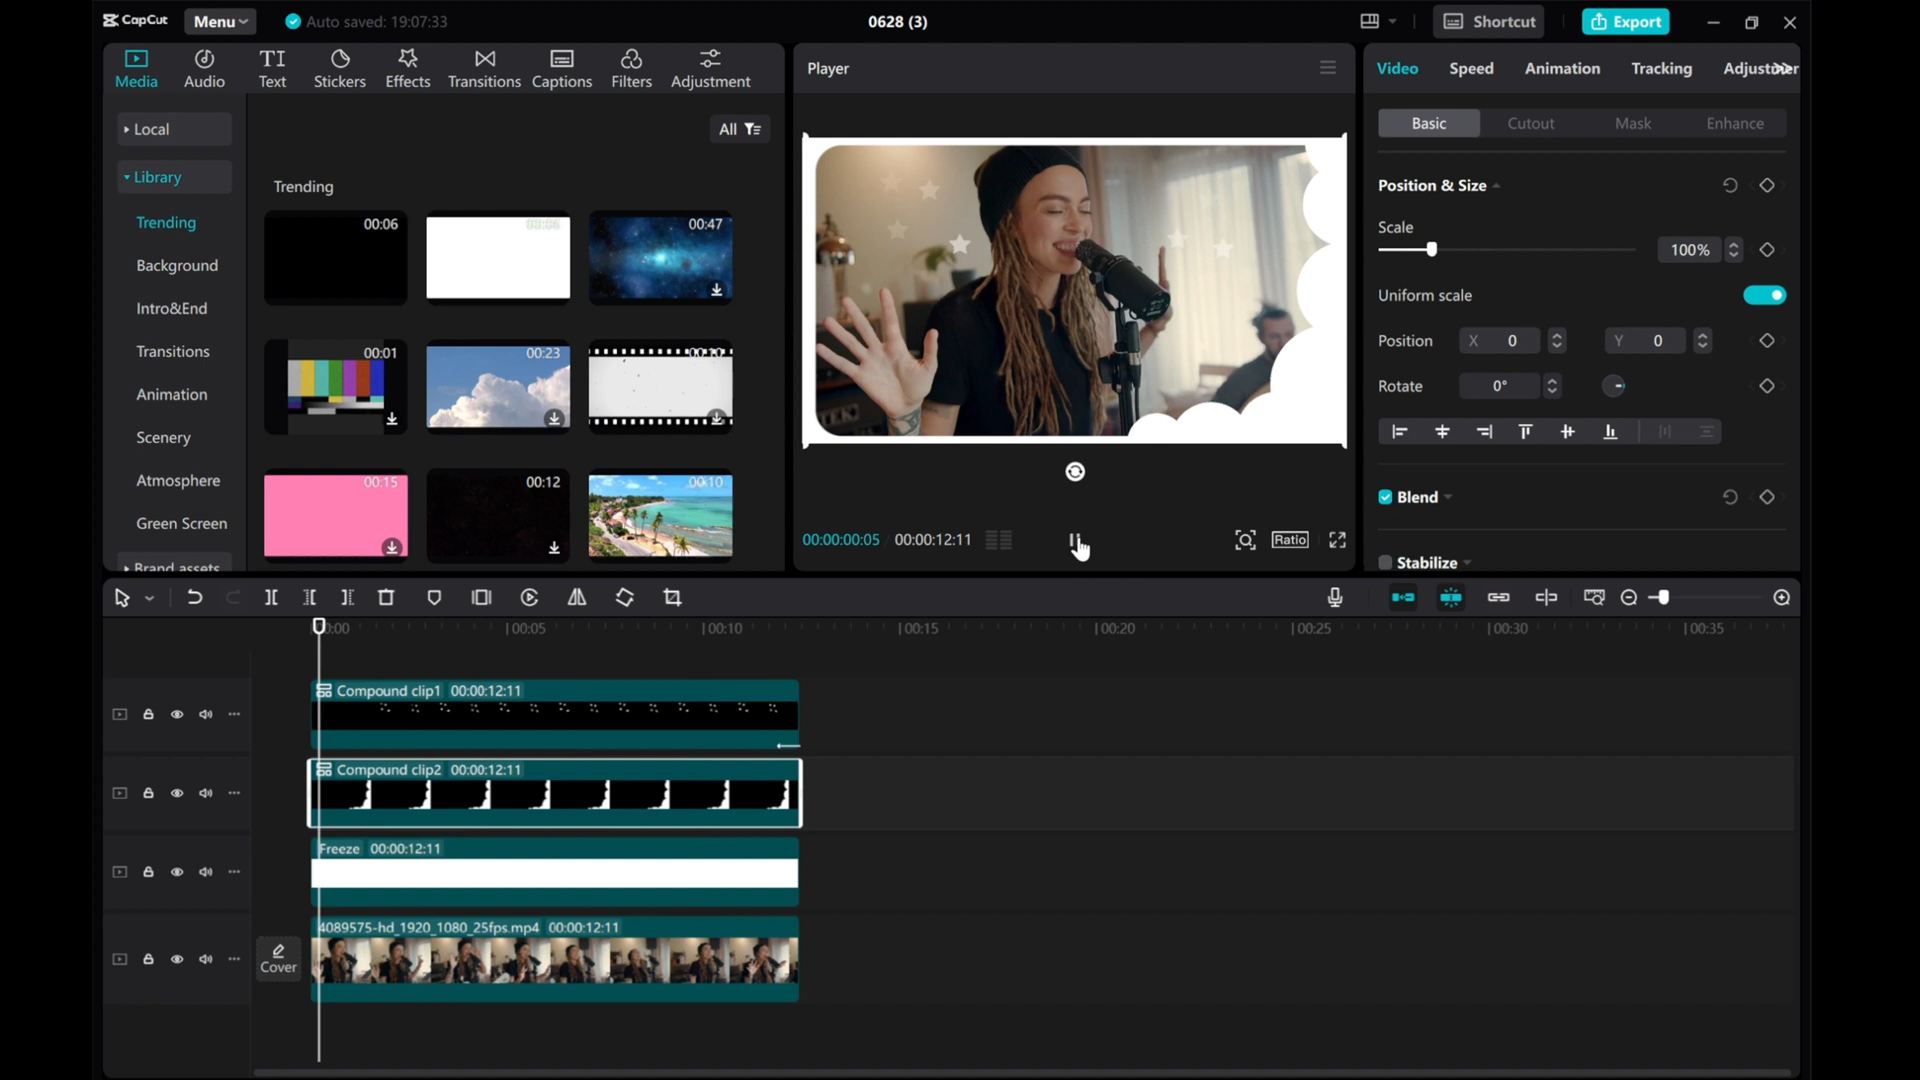 CapCut Menu Auto saved: 19:07:33 0628 (3) Shortcut Export
Media Audio Text Stickers Effects Transitions Captions Filters Adjustment
Local
Library
Trending
Background
Intro&End
Transitions
Animation
Scenery
Atmosphere
Green Screen
Brand assets
All
Trending
00:06 00:06 00:47
00:01 00:23 00:10
00:15 00:12 00:10
Player
00:00:00:05 00:00:12:11 Ratio
Video Speed Animation Tracking
Basic Cutout Mask Enhance
Position & Size
Scale
100%
Uniform scale
Position X 0 Y 0
Rotate 0°
Blend
Stabilize
00:00 00:05 00:10 00:15 00:20 00:25 00:30 00:35
Compound clip1 00:00:12:11
Compound clip2 00:00:12:11
Freeze 00:00:12:11
4089575-hd_1920_1080_25fps.mp4 00:00:12:11
Cover